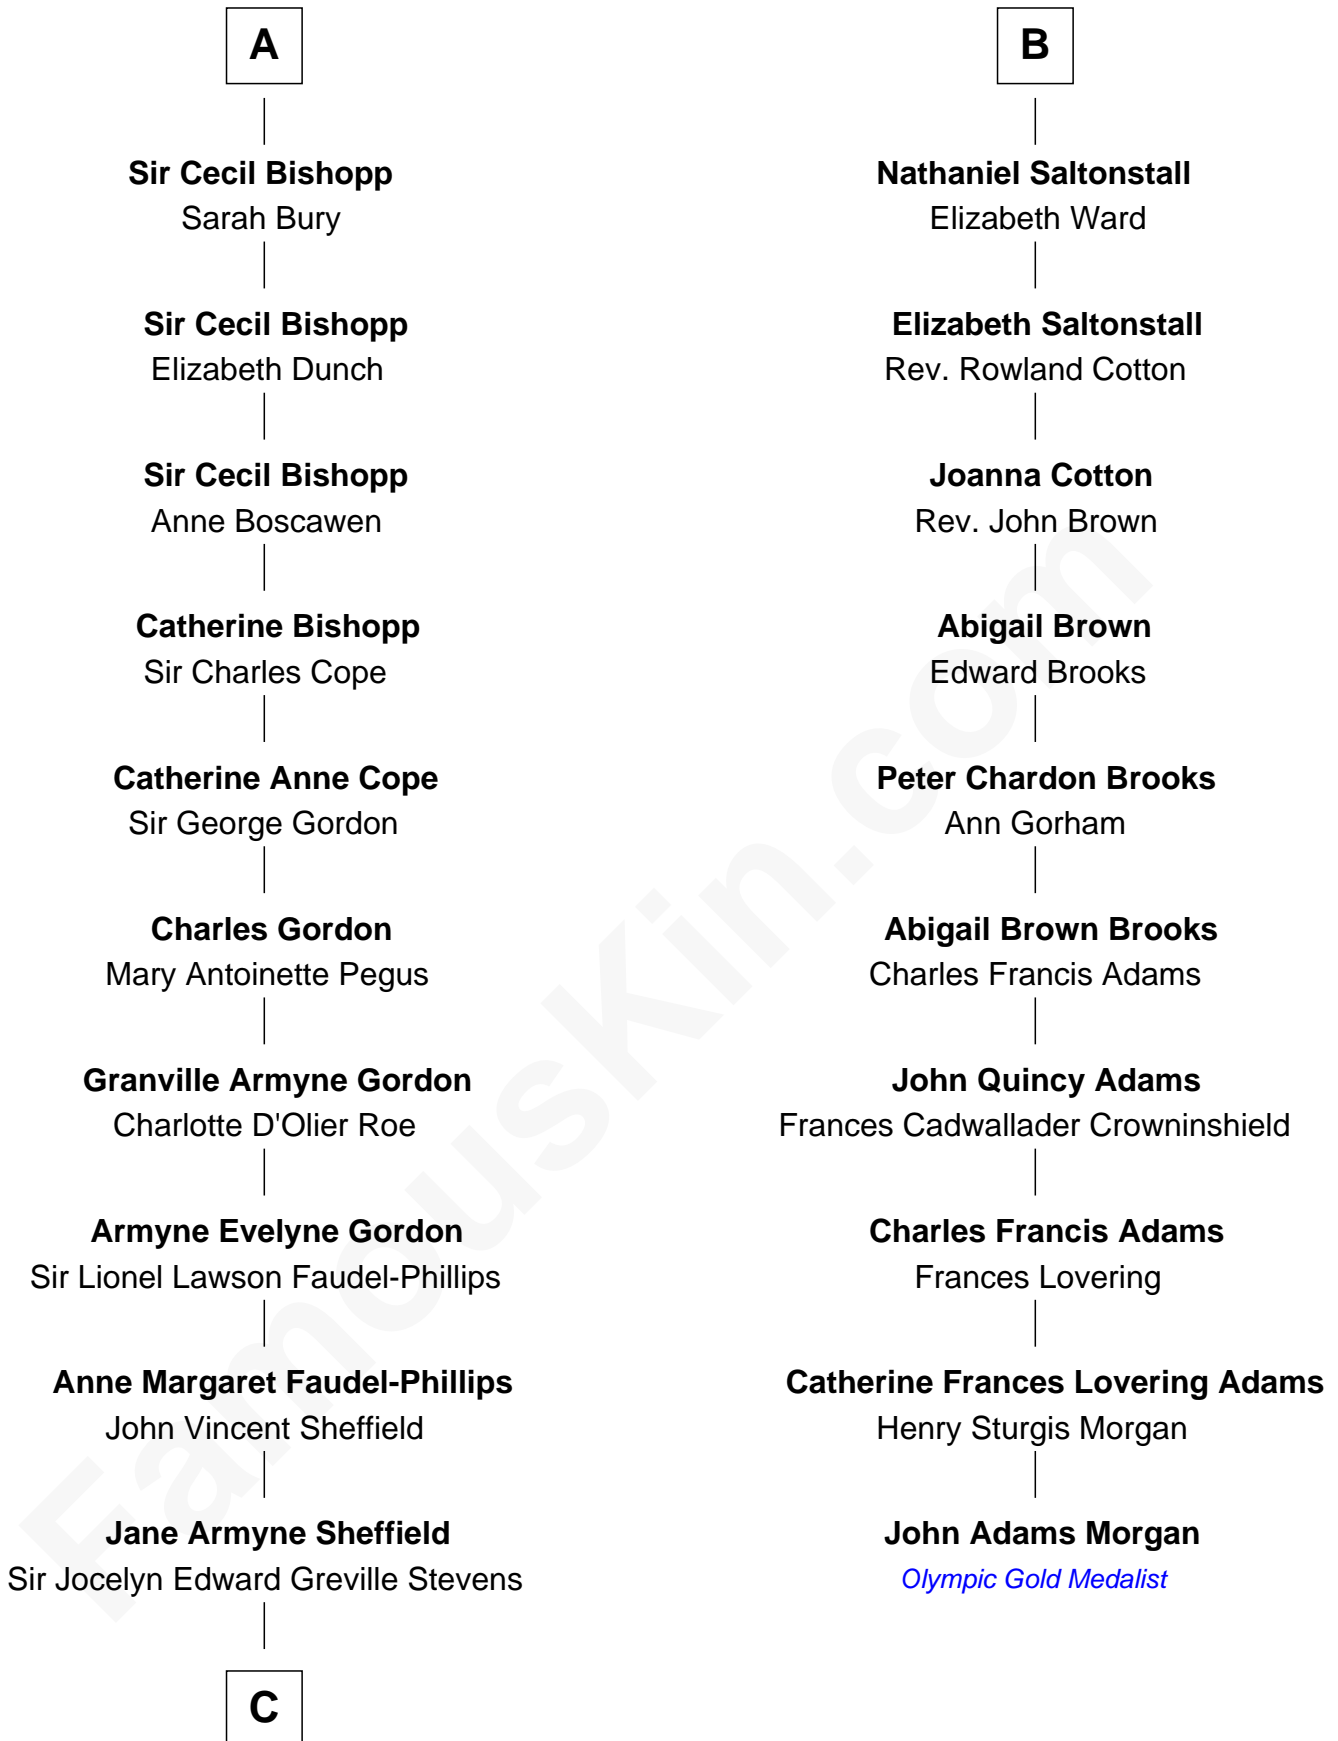 A
Sir Cecil Bishopp
Sarah Bury
Sir Cecil Bishopp
Elizabeth Dunch
Sir Cecil Bishopp
Anne Boscawen
Catherine Bishopp
Sir Charles Cope
Catherine Anne Cope
Sir George Gordon
Charles Gordon
Mary Antoinette Pegus
Granville Armyne Gordon
Charlotte D'Olier Roe
Armyne Evelyne Gordon
Sir Lionel Lawson Faudel-Phillips
Anne Margaret Faudel-Phillips
John Vincent Sheffield
Jane Armyne Sheffield
Sir Jocelyn Edward Greville Stevens
C
B
Nathaniel Saltonstall
Elizabeth Ward
Elizabeth Saltonstall
Rev. Rowland Cotton
Joanna Cotton
Rev. John Brown
Abigail Brown
Edward Brooks
Peter Chardon Brooks
Ann Gorham
Abigail Brown Brooks
Charles Francis Adams
John Quincy Adams
Frances Cadwallader Crowninshield
Charles Francis Adams
Frances Lovering
Catherine Frances Lovering Adams
Henry Sturgis Morgan
John Adams Morgan
Olympic Gold Medalist
FamousKin.com